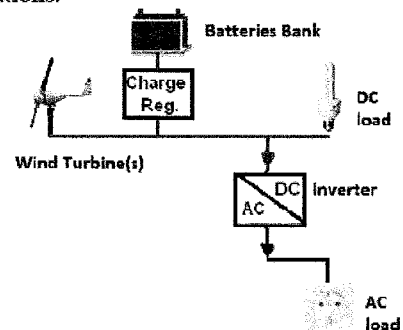 Batteries Bank
Charge
Reg.
DC
load
Wind Turbine(s)
DC
AC
Inverter
AC
load